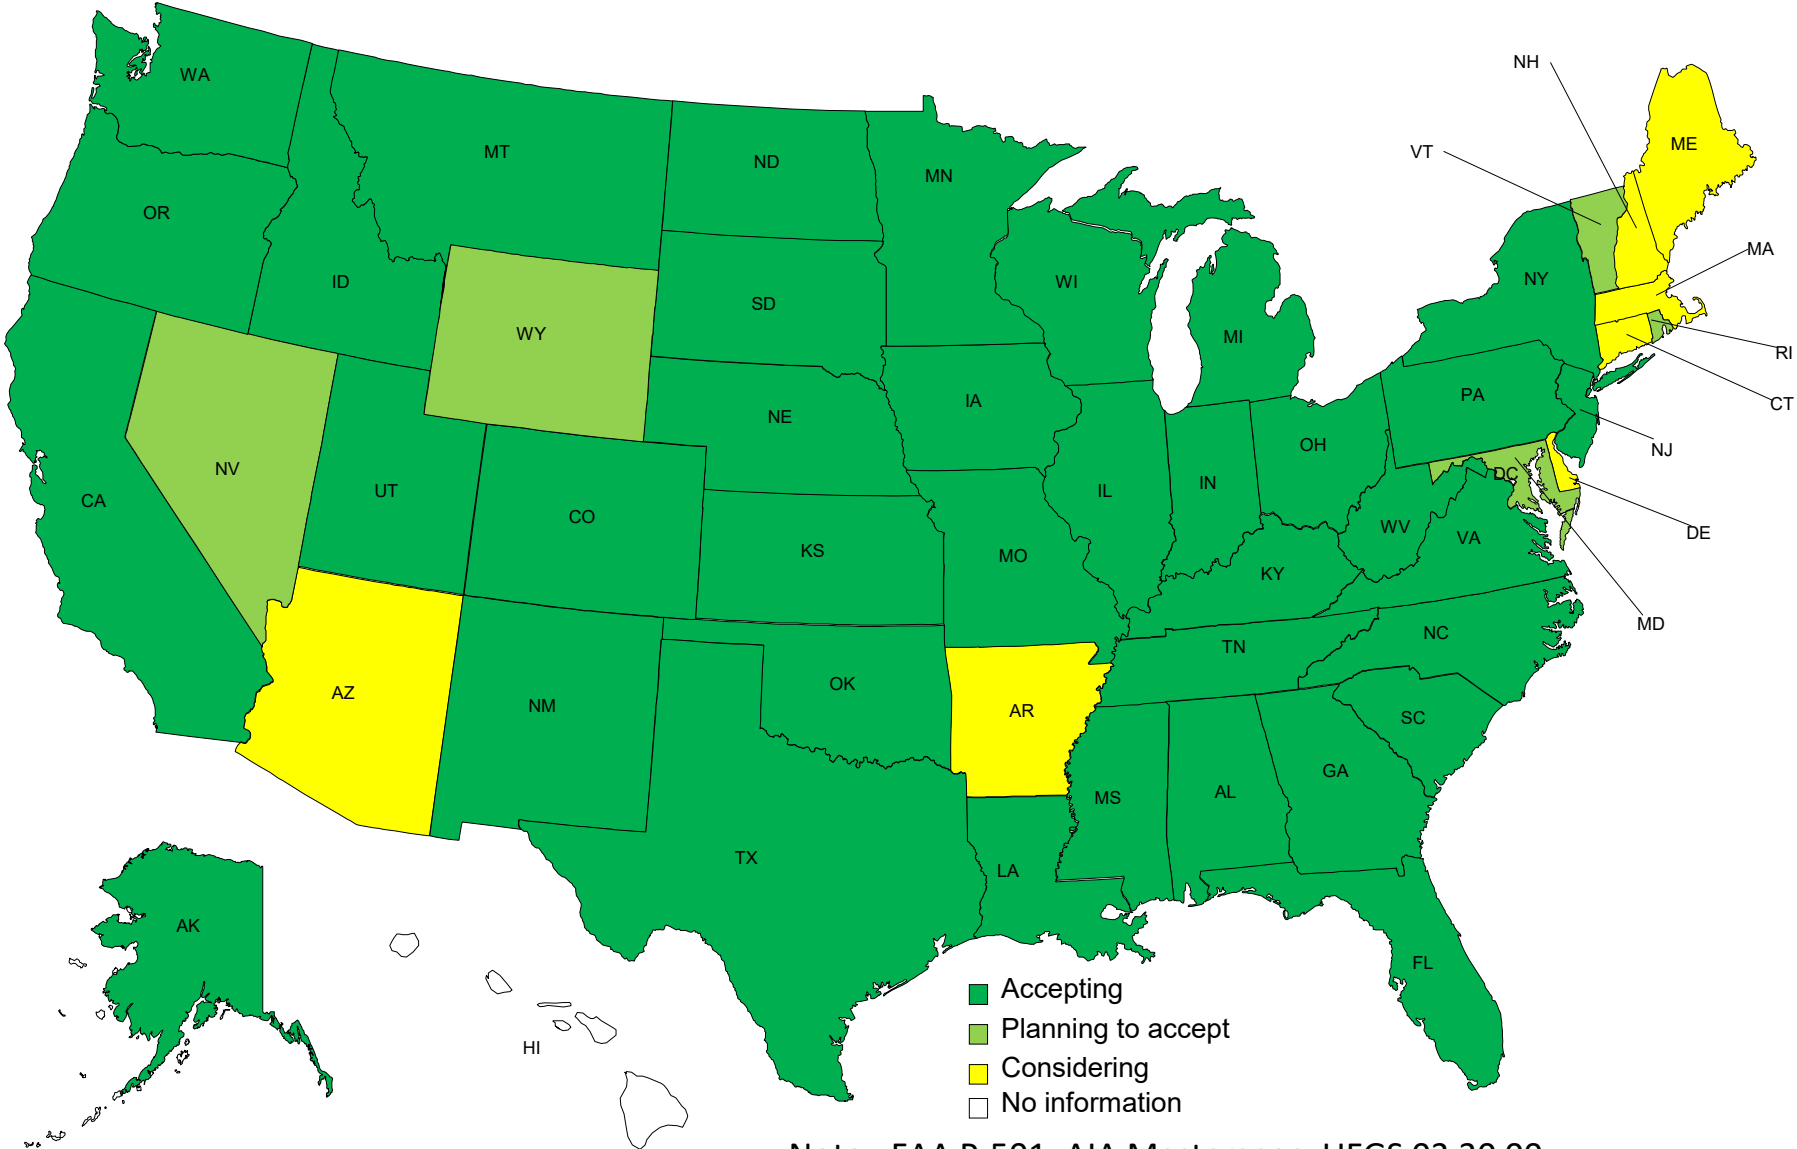 WA
MT
ND
MN
OR
ID
WY
SD
WI
MI
NH
VT
ME
NY
MA
RI
CT
PA
NJ
NV
UT
CA
CO
NE
IA
KS
MO
IL
IN
OH
DC
DE
MD
WV
VA
KY
TN
NC
AZ
NM
OK
AR
SC
TX
LA
MS
AL
GA
FL
AK
HI
Accepting
Planning to accept
Considering
No information